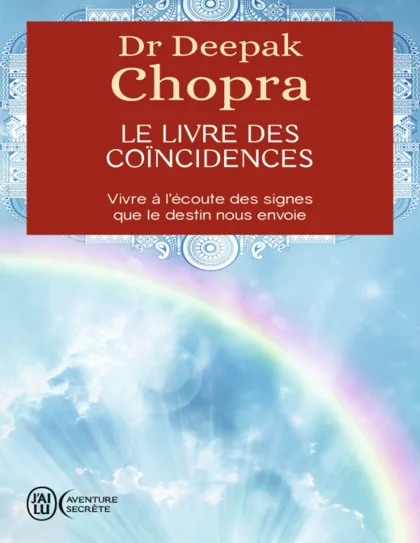 Dr Deepak
Chopra
LE LIVRE DES
COÏNCIDENCES
Vivre à l'écoute des signes
que le destin nous envoie
J'AI
LU
AVENTURE
SECRÈTE